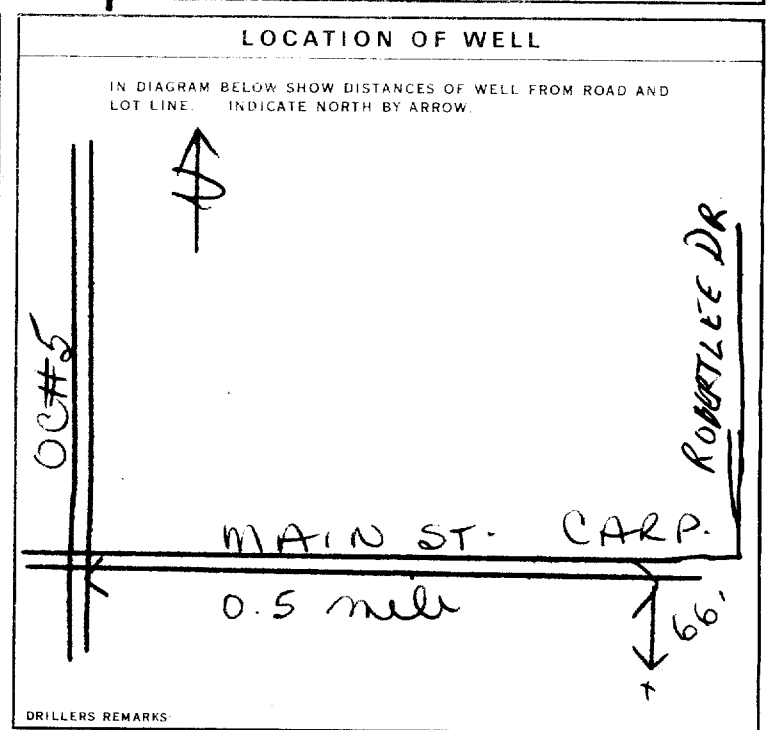 LOCATION OF WELL
IN DIAGRAM BELOW SHOW DISTANCES OF WELL FROM ROAD AND
LOT LINE. INDICATE NORTH BY ARROW.
N
OC#5
ROBERTLEE DR
MAIN ST. CARP.
0.5 mile
66'
DRILLERS REMARKS